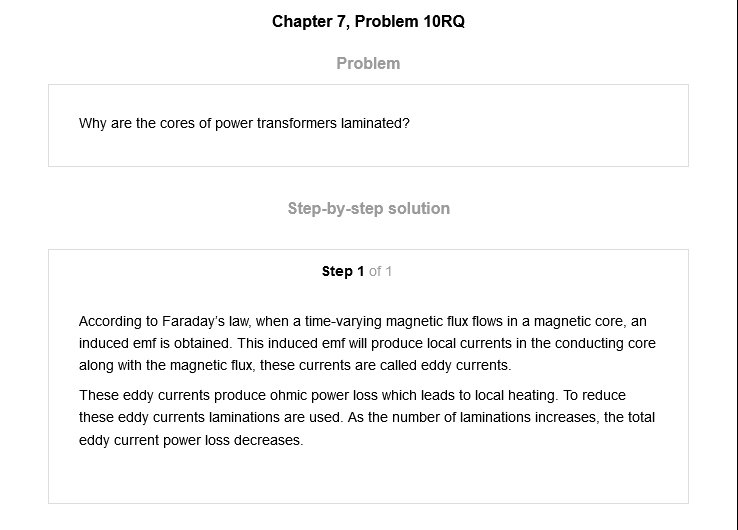 Chapter 7, Problem 10RQ
Problem
Why are the cores of power transformers laminated?
Step-by-step solution
Step 1 of 1
According to Faraday's law, when a time-varying magnetic flux flows in a magnetic core, an
induced emf is obtained. This induced emf will produce local currents in the conducting core
along with the magnetic flux, these currents are called eddy currents.
These eddy currents produce ohmic power loss which leads to local heating. To reduce
these eddy currents laminations are used. As the number of laminations increases, the total
eddy current power loss decreases.